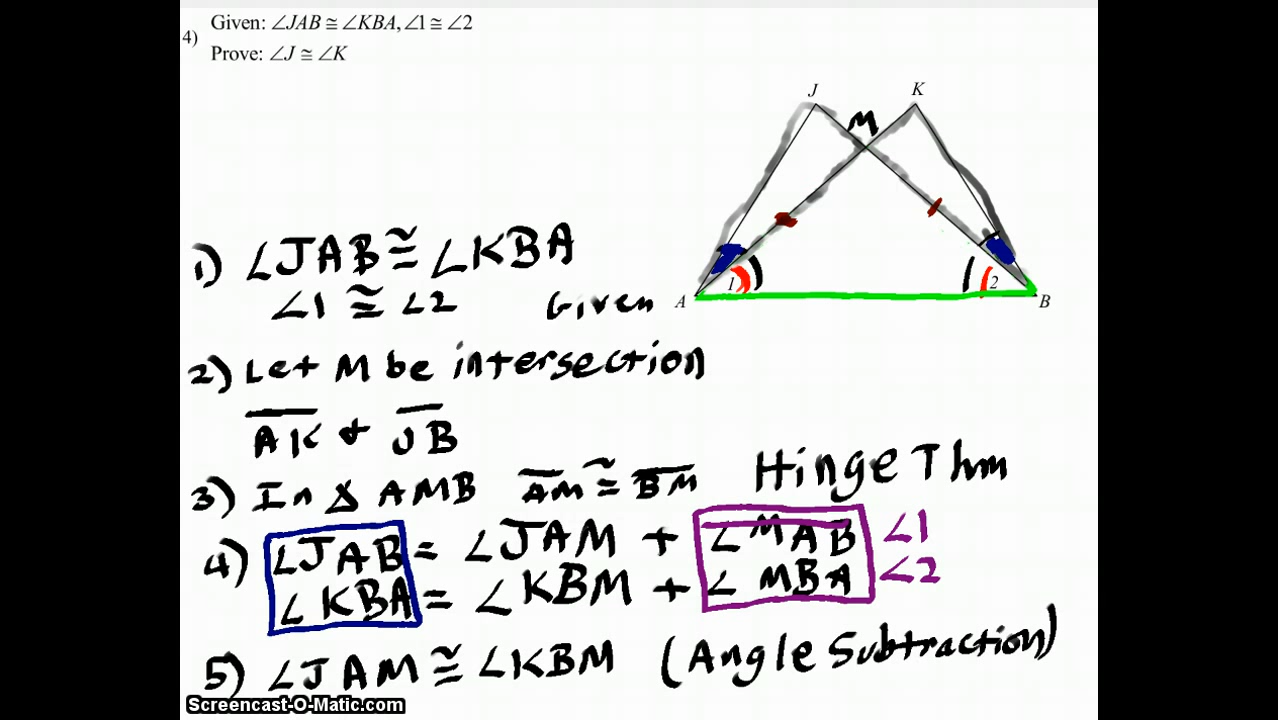 Given: ∠JAB ≅ ∠KBA, ∠1 ≅ ∠2
4)
Prove: ∠J ≅ ∠K
J
K
M
A
1
2
B
1) ∠JAB ≅ ∠KBA
∠1 ≅ ∠2 Given
2) Let M be intersection
AK & JB
3) In △ AMB AM ≅ BM Hinge Thm
4) ∠JAB = ∠JAM + ∠MAB ∠1
∠KBA = ∠KBM + ∠MBA ∠2
5) ∠JAM ≅ ∠KBM (Angle Subtraction)
Screencast-O-Matic.com